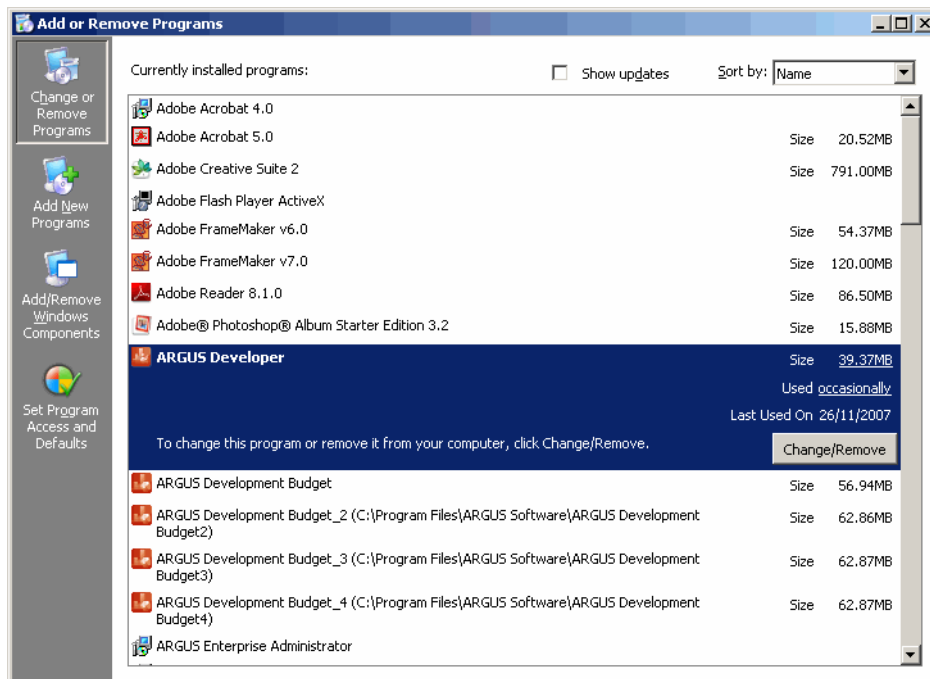 Add or Remove Programs
Change or
Remove
Programs
Add New
Programs
Add/Remove
Windows
Components
Set Program
Access and
Defaults
Currently installed programs:
Show updates
Sort by: Name
Adobe Acrobat 4.0
Adobe Acrobat 5.0 Size 20.52MB
Adobe Creative Suite 2 Size 791.00MB
Adobe Flash Player ActiveX
Adobe FrameMaker v6.0 Size 54.37MB
Adobe FrameMaker v7.0 Size 120.00MB
Adobe Reader 8.1.0 Size 86.50MB
Adobe® Photoshop® Album Starter Edition 3.2 Size 15.88MB
ARGUS Developer Size 39.37MB
Used occasionally
Last Used On 26/11/2007
To change this program or remove it from your computer, click Change/Remove. Change/Remove
ARGUS Development Budget Size 56.94MB
ARGUS Development Budget_2 (C:\Program Files\ARGUS Software\ARGUS Development Size 62.86MB
Budget2)
ARGUS Development Budget_3 (C:\Program Files\ARGUS Software\ARGUS Development Size 62.87MB
Budget3)
ARGUS Development Budget_4 (C:\Program Files\ARGUS Software\ARGUS Development Size 62.87MB
Budget4)
ARGUS Enterprise Administrator